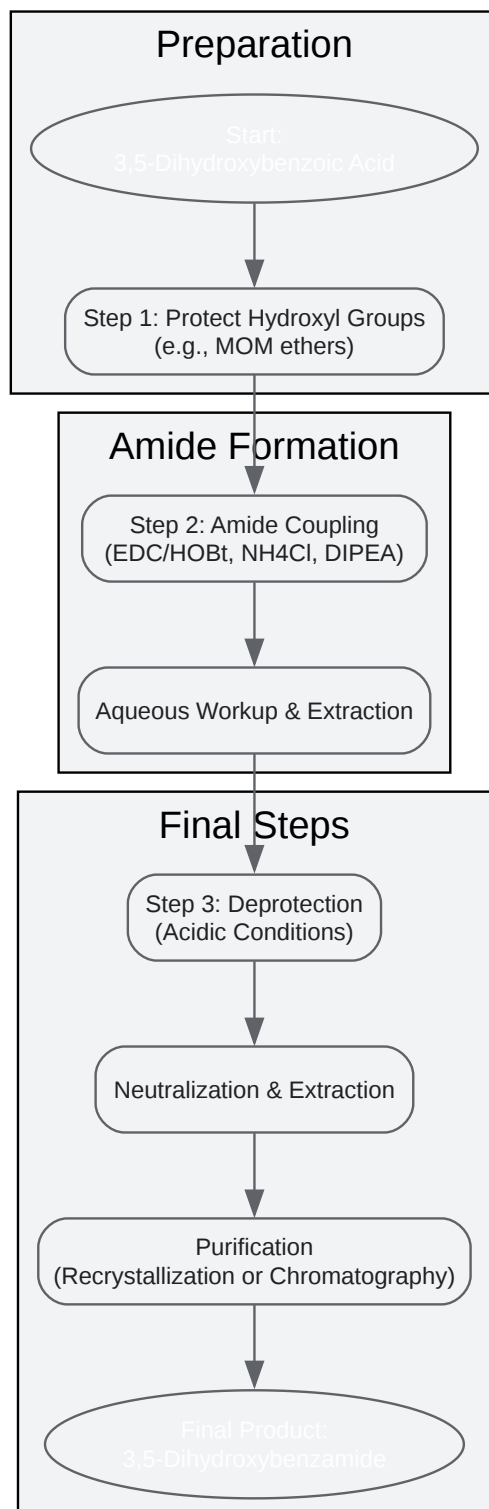 Preparation
Start:
3,5-Dihydroxybenzoic Acid
Step 1: Protect Hydroxyl Groups
(e.g., MOM ethers)
Amide Formation
Step 2: Amide Coupling
(EDC/HOBt, NH4Cl, DIPEA)
Aqueous Workup & Extraction
Final Steps
Step 3: Deprotection
(Acidic Conditions)
Neutralization & Extraction
Purification
(Recrystallization or Chromatography)
Final Product:
3,5-Dihydroxybenzamide